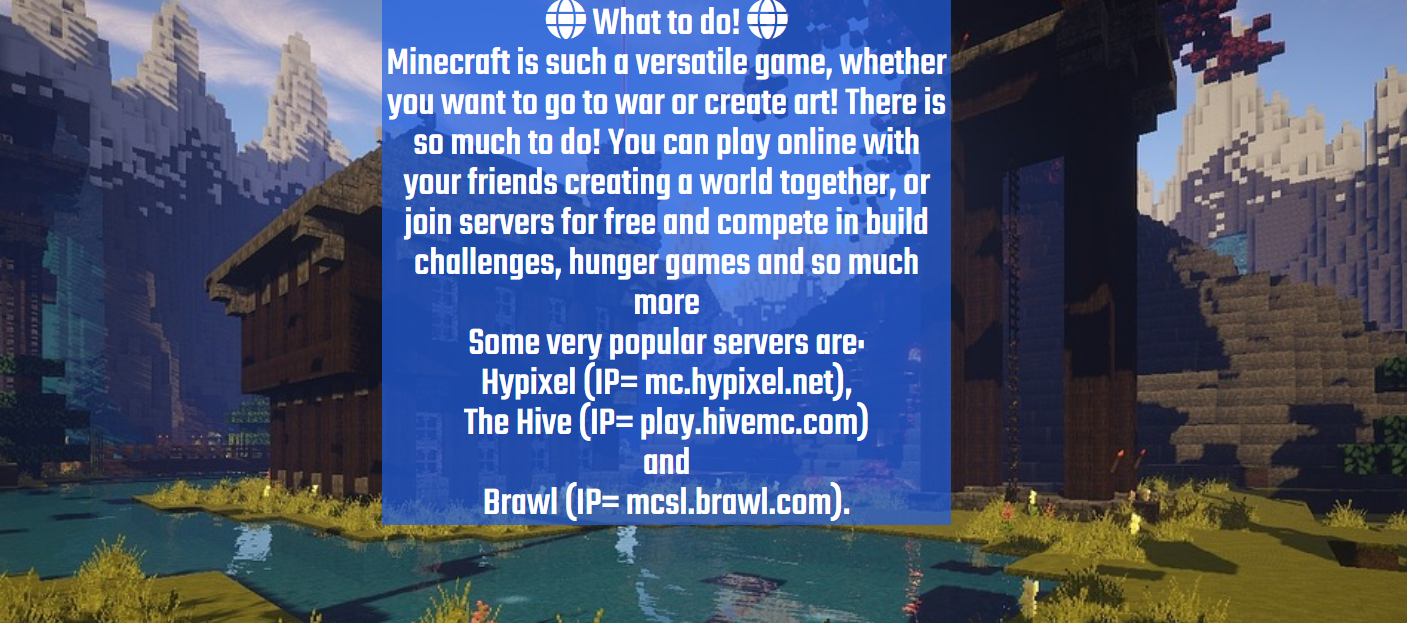 What to do!
Minecraft is such a versatile game, whether
you want to go to war or create art! There is
so much to do! You can play online with
your friends creating a world together, or
join servers for free and compete in build
challenges, hunger games and so much
more
Some very popular servers are:
Hypixel (IP= mc.hypixel.net),
The Hive (IP= play.hivemc.com)
and
Brawl (IP= mcsl.brawl.com).